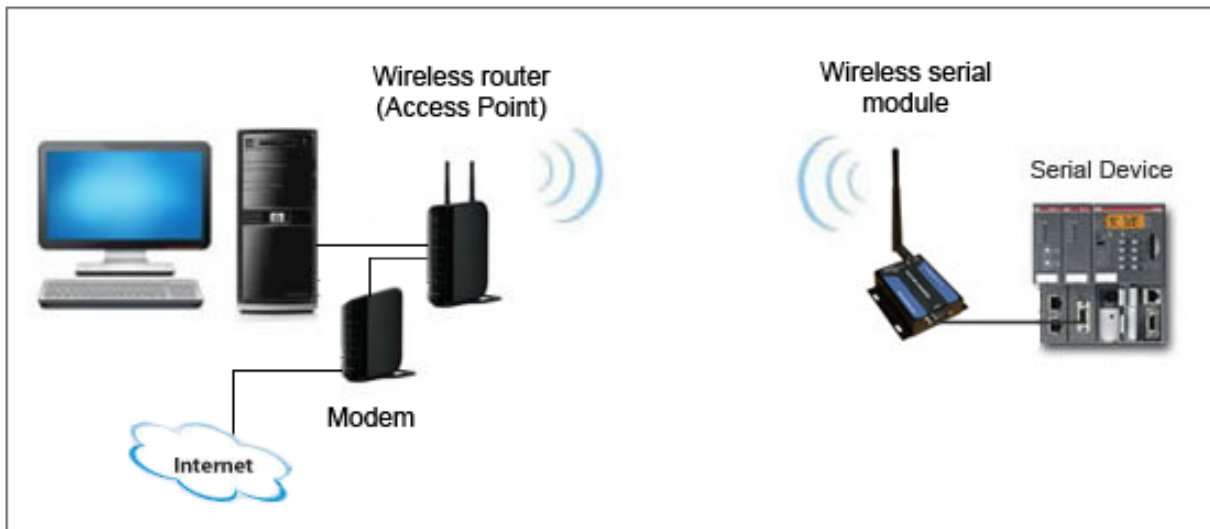 Wireless router
(Access Point)
Wireless serial
module
Serial Device
Modem
Internet